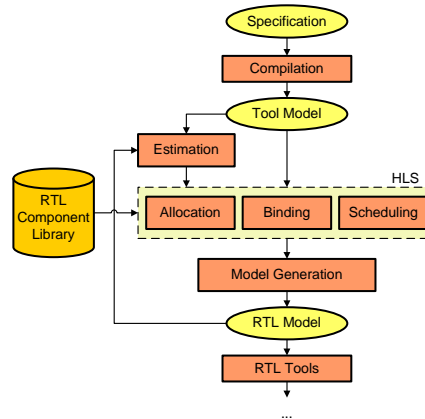 Specification
Compilation
Tool Model
Estimation
HLS
RTL
Component
Library
Allocation
Binding
Scheduling
Model Generation
RTL Model
RTL Tools
...